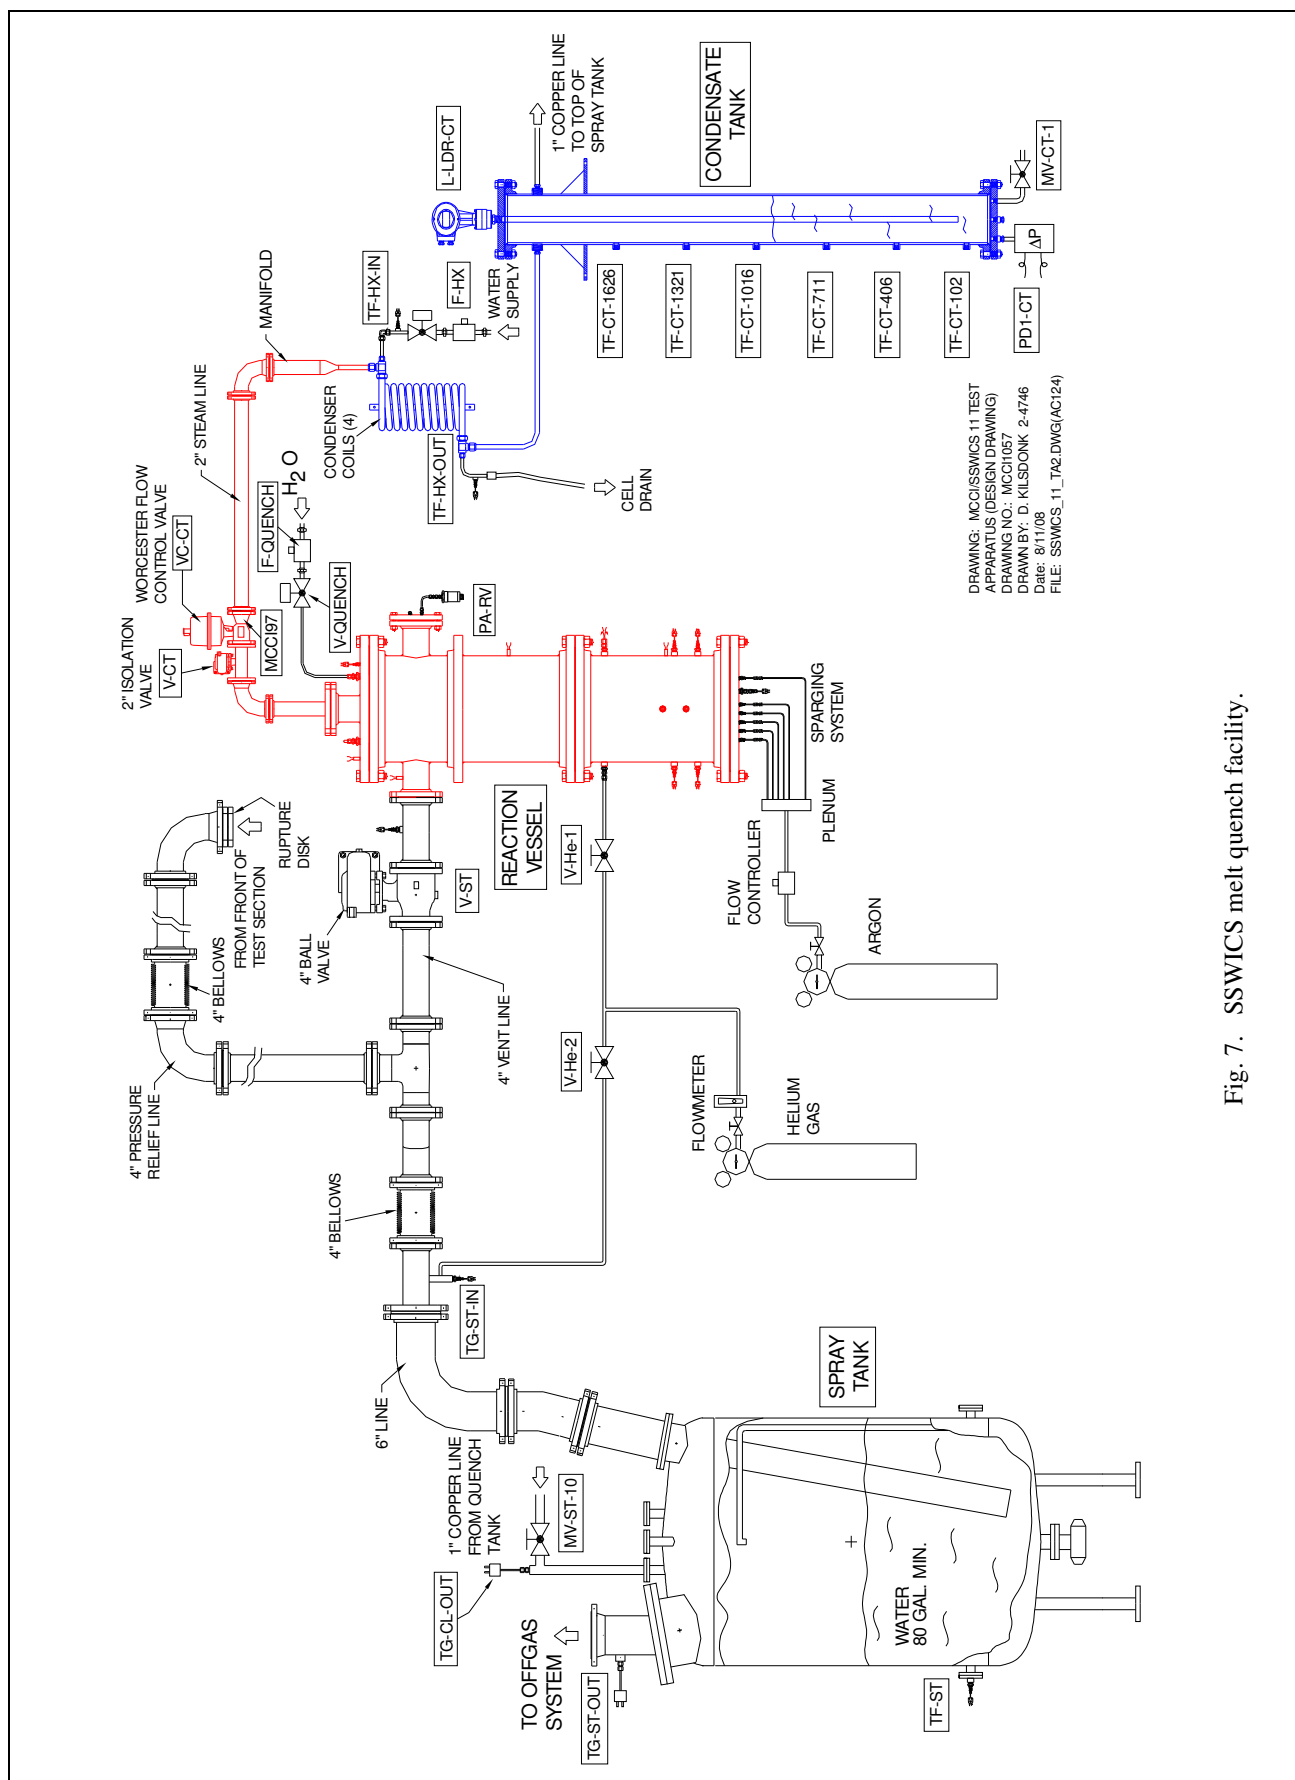 4" PRESSURE
RELIEF LINE
4" BELLOWS
FROM FRONT OF
TEST SECTION
RUPTURE
DISK
2" ISOLATION
VALVE
V-CT
WORCESTER FLOW
CONTROL VALVE
VC-CT
MCCI97
2" STEAM LINE
MANIFOLD
F-QUENCH
H2O
V-QUENCH
CONDENSER
COILS (4)
TF-HX-IN
F-HX
WATER
SUPPLY
TF-HX-OUT
CELL
DRAIN
L-LDR-CT
1" COPPER LINE
TO TOP OF
SPRAY TANK
CONDENSATE
TANK
TF-CT-1626
TF-CT-1321
TF-CT-1016
TF-CT-711
TF-CT-406
TF-CT-102
PD1-CT
ΔP
MV-CT-1
4" BALL
VALVE
V-ST
PA-RV
REACTION
VESSEL
4" VENT LINE
4" BELLOWS
V-He-1
V-He-2
SPARGING
SYSTEM
PLENUM
FLOW
CONTROLLER
ARGON
FLOWMETER
HELIUM
GAS
TG-ST-IN
6" LINE
1" COPPER LINE
FROM QUENCH
TANK
MV-ST-10
TG-CL-OUT
TO OFFGAS
SYSTEM
TG-ST-OUT
SPRAY
TANK
WATER
80 GAL. MIN.
TF-ST
DRAWING: MCCI/SSWICS 11 TEST
APPARATUS (DESIGN DRAWING)
DRAWING NO.: MCCI1057
DRAWN BY: D. KILSDONK 2-4746
Date: 8/11/08
FILE: SSWICS_11_TA2.DWG(AC124)
Fig. 7. SSWICS melt quench facility.